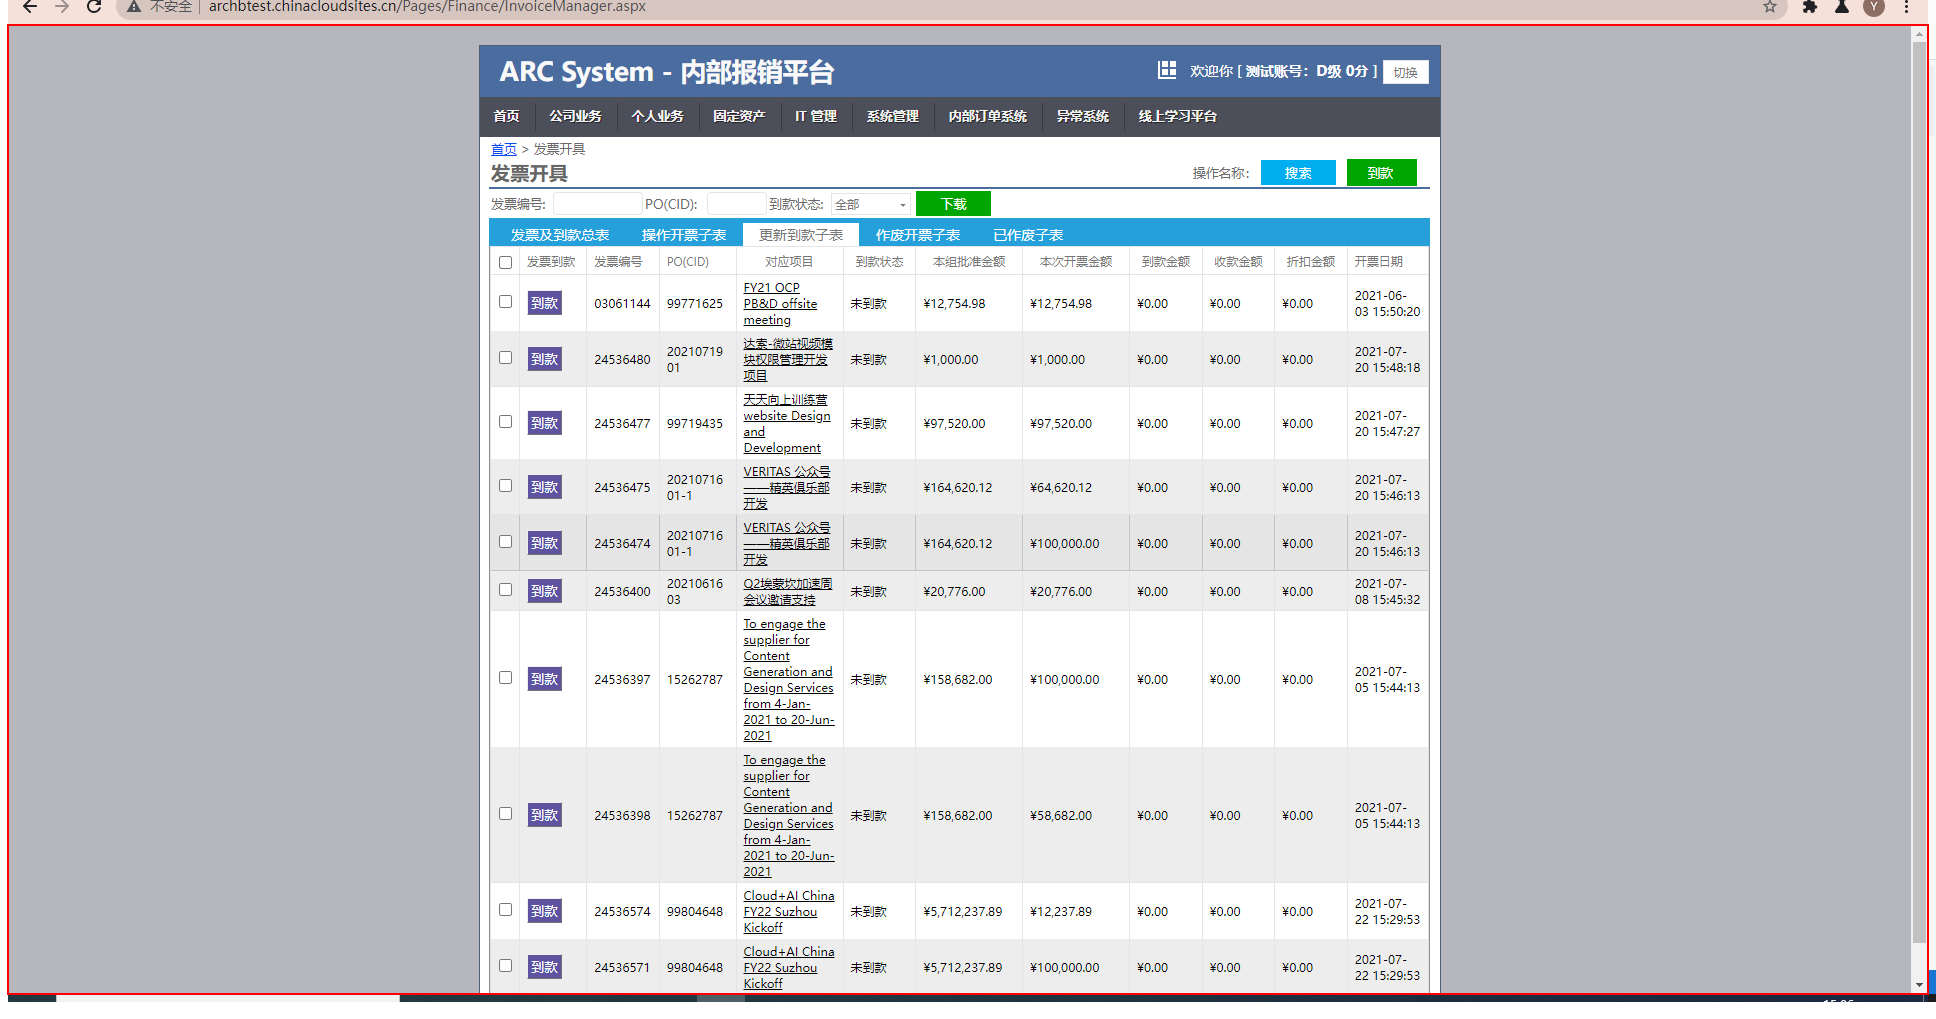 不安全 archbtest.chinacloudsites.cn/Pages/Finance/InvoiceManager.aspx
Y
ARC System - 内部报销平台
欢迎你 [ 测试账号：D级 0分 ] 切换
首页 公司业务 个人业务 固定资产 IT 管理 系统管理 内部订单系统 异常系统 线上学习平台
首页 > 发票开具
发票开具
操作名称： 搜索 到款
发票编号: PO(CID): 到款状态: 全部 下载
发票及到款总表 操作开票子表 更新到款子表 作废开票子表 已作废子表
发票到款 发票编号 PO(CID) 对应项目 到款状态 本组批准金额 本次开票金额 到款金额 收款金额 折扣金额 开票日期
FY21 OCP
PB&D offsite
meeting
到款 03061144 99771625 未到款 ¥12,754.98 ¥12,754.98 ¥0.00 ¥0.00 ¥0.00
2021-06-
03 15:50:20
达索-微站视频模
块权限管理开发
项目
到款 24536480
20210719
01
未到款 ¥1,000.00 ¥1,000.00 ¥0.00 ¥0.00 ¥0.00
2021-07-
20 15:48:18
天天向上训练营
website Design
and
Development
到款 24536477 99719435 未到款 ¥97,520.00 ¥97,520.00 ¥0.00 ¥0.00 ¥0.00
2021-07-
20 15:47:27
VERITAS 公众号
——精英俱乐部
开发
到款 24536475
20210716
01-1
未到款 ¥164,620.12 ¥64,620.12 ¥0.00 ¥0.00 ¥0.00
2021-07-
20 15:46:13
VERITAS 公众号
——精英俱乐部
开发
到款 24536474
20210716
01-1
未到款 ¥164,620.12 ¥100,000.00 ¥0.00 ¥0.00 ¥0.00
2021-07-
20 15:46:13
Q2埃蒙坎加速周
会议邀请支持
到款 24536400
20210616
03
未到款 ¥20,776.00 ¥20,776.00 ¥0.00 ¥0.00 ¥0.00
2021-07-
08 15:45:32
To engage the
supplier for
Content
Generation and
Design Services
from 4-Jan-
2021 to 20-Jun-
2021
到款 24536397 15262787 未到款 ¥158,682.00 ¥100,000.00 ¥0.00 ¥0.00 ¥0.00
2021-07-
05 15:44:13
To engage the
supplier for
Content
Generation and
Design Services
from 4-Jan-
2021 to 20-Jun-
2021
到款 24536398 15262787 未到款 ¥158,682.00 ¥58,682.00 ¥0.00 ¥0.00 ¥0.00
2021-07-
05 15:44:13
Cloud+AI China
FY22 Suzhou
Kickoff
到款 24536574 99804648 未到款 ¥5,712,237.89 ¥12,237.89 ¥0.00 ¥0.00 ¥0.00
2021-07-
22 15:29:53
Cloud+AI China
FY22 Suzhou
Kickoff
到款 24536571 99804648 未到款 ¥5,712,237.89 ¥100,000.00 ¥0.00 ¥0.00 ¥0.00
2021-07-
22 15:29:53